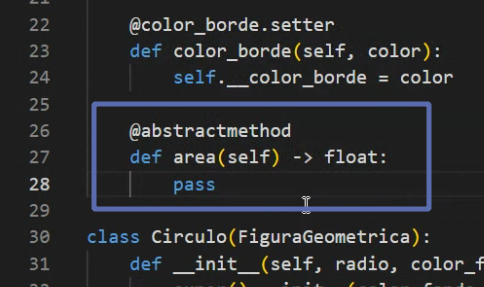 22 @color_borde.setter
23 def color_borde(self, color):
24 self.__color_borde = color
25
26 @abstractmethod
27 def area(self) -> float:
28 pass
29
30 class Circulo(FiguraGeometrica):
31 def __init__(self, radio, color_f